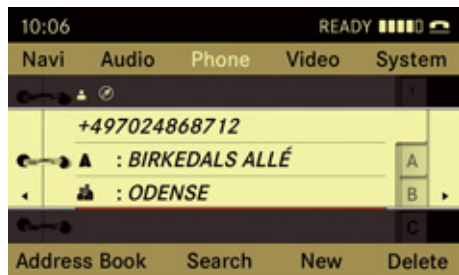 10:06 READY
Navi Audio Phone Video System
+497024868712
A : BIRKEDALS ALLÉ
: ODENSE
A
B
C
Address Book Search New Delete